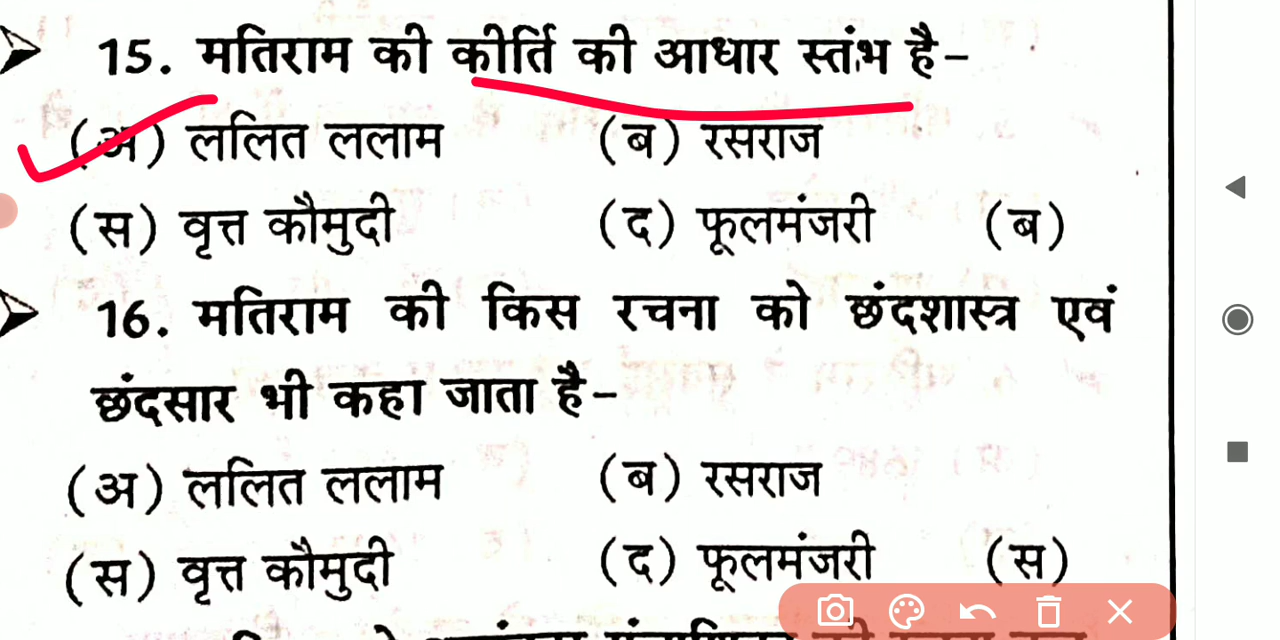 15. मतिराम की कीर्ति की आधार स्तंभ है–
(अ) ललित ललाम (ब) रसराज
(स) वृत्त कौमुदी (द) फूलमंजरी (ब)
16. मतिराम की किस रचना को छंदशास्त्र एवं
छंदसार भी कहा जाता है–
(अ) ललित ललाम (ब) रसराज
(स) वृत्त कौमुदी (द) फूलमंजरी (स)